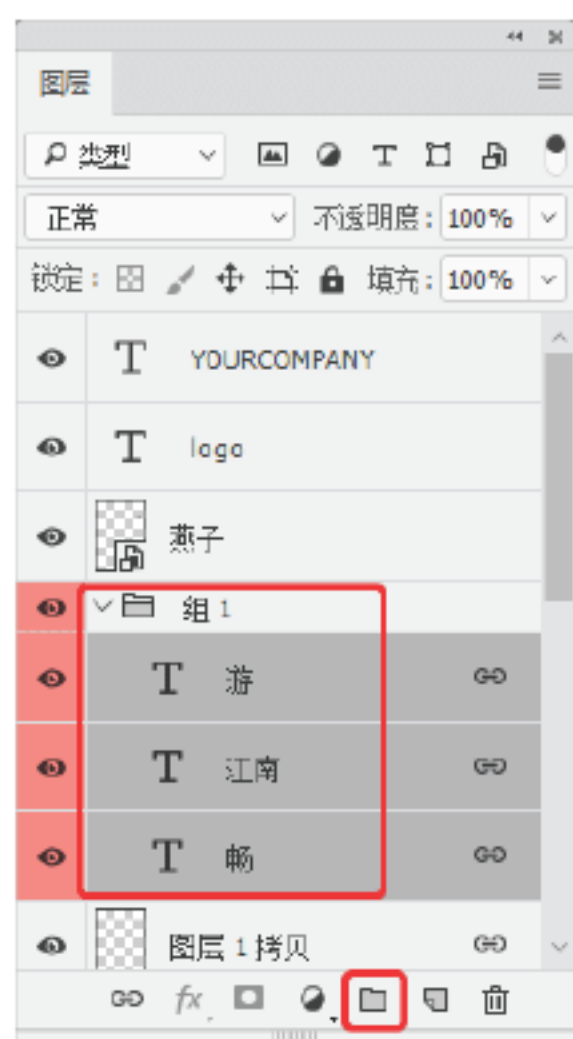 图层
类型
正常 不透明度: 100%
锁定: 填充: 100%
YOURCOMPANY
logo
燕子
组 1
游
江南
畅
图层 1 拷贝
fx